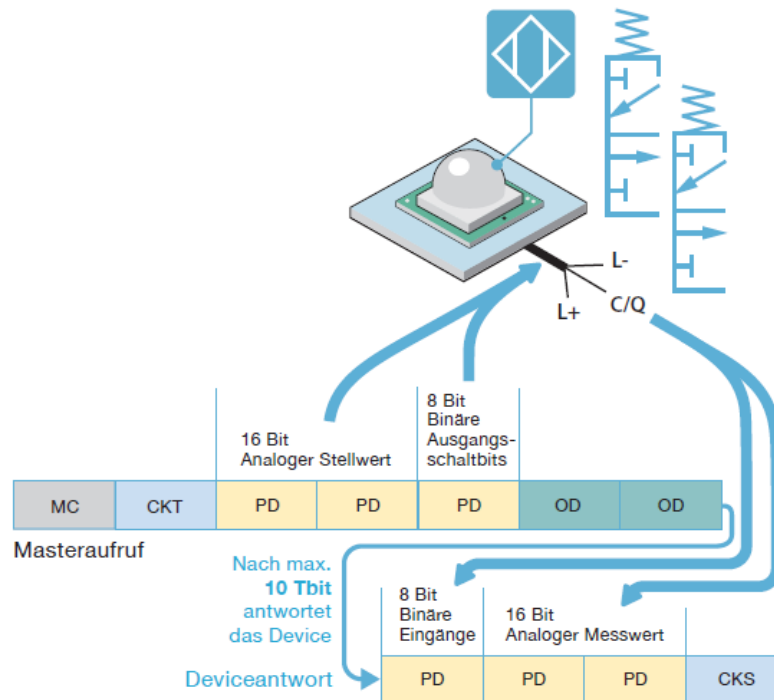 L-
C/Q
L+
16 Bit
Analoger Stellwert
8 Bit
Binäre
Ausgangs-
schaltbits
MC CKT PD PD PD OD OD
Masteraufruf
Nach max.
10 Tbit
antwortet
das Device
8 Bit
Binäre
Eingänge
16 Bit
Analoger Messwert
Deviceantwort PD PD PD CKS